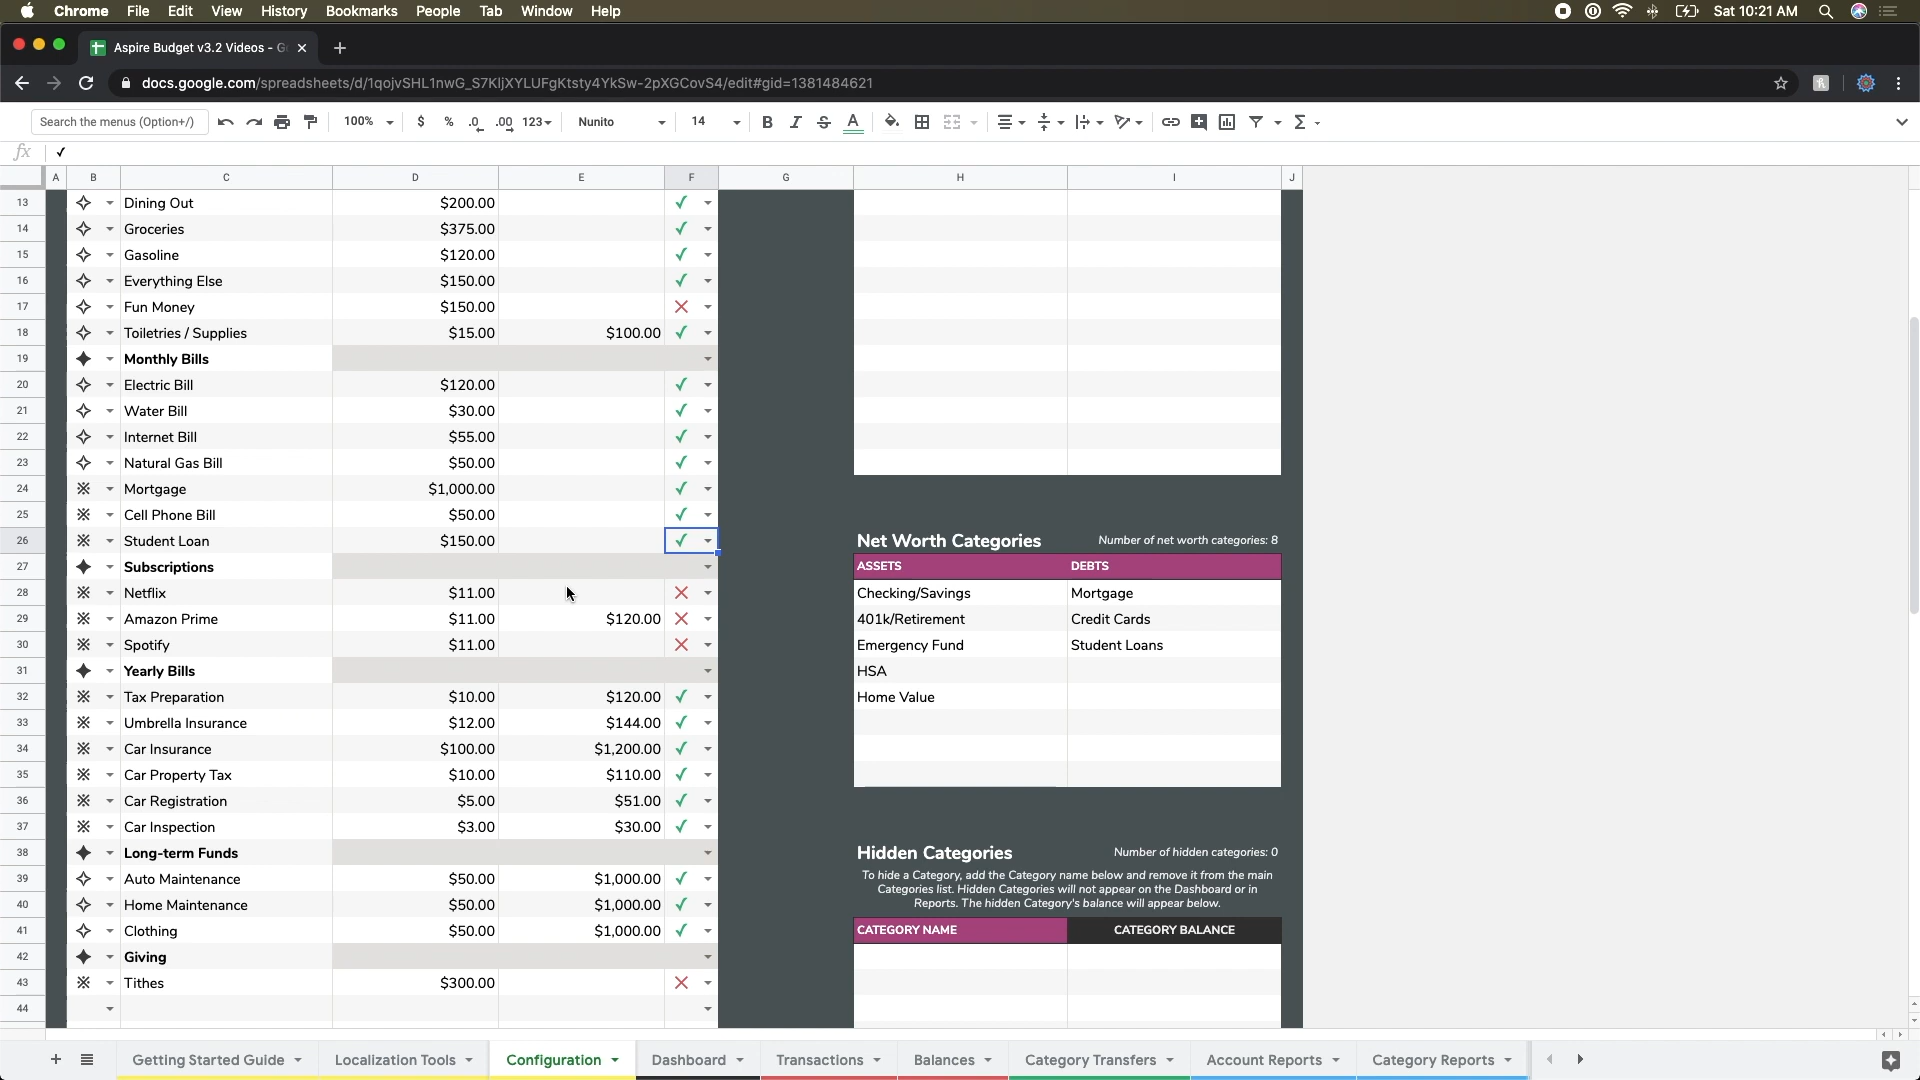 Chrome File Edit View History Bookmarks People Tab Window Help Sat 10:21 AM
Aspire Budget v3.2 Videos - G
docs.google.com/spreadsheets/d/1qojvSHL1nwG_S7KljXYLUFgKtsty4YkSw-2pXGCovS4/edit#gid=1381484621
Search the menus (Option+/) 100% $ % .0 .00 123 Nunito 14 B I S A
fx ✓
A B C D E F G H I J
13 Dining Out $200.00 ✓
14 Groceries $375.00 ✓
15 Gasoline $120.00 ✓
16 Everything Else $150.00 ✓
17 Fun Money $150.00 ✕
18 Toiletries / Supplies $15.00 $100.00 ✓
19 Monthly Bills
20 Electric Bill $120.00 ✓
21 Water Bill $30.00 ✓
22 Internet Bill $55.00 ✓
23 Natural Gas Bill $50.00 ✓
24 Mortgage $1,000.00 ✓
25 Cell Phone Bill $50.00 ✓
26 Student Loan $150.00 ✓
27 Subscriptions
28 Netflix $11.00 ✕
29 Amazon Prime $11.00 $120.00 ✕
30 Spotify $11.00 ✕
31 Yearly Bills
32 Tax Preparation $10.00 $120.00 ✓
33 Umbrella Insurance $12.00 $144.00 ✓
34 Car Insurance $100.00 $1,200.00 ✓
35 Car Property Tax $10.00 $110.00 ✓
36 Car Registration $5.00 $51.00 ✓
37 Car Inspection $3.00 $30.00 ✓
38 Long-term Funds
39 Auto Maintenance $50.00 $1,000.00 ✓
40 Home Maintenance $50.00 $1,000.00 ✓
41 Clothing $50.00 $1,000.00 ✓
42 Giving
43 Tithes $300.00 ✕
44
Net Worth Categories Number of net worth categories: 8
ASSETS DEBTS
Checking/Savings Mortgage
401k/Retirement Credit Cards
Emergency Fund Student Loans
HSA
Home Value
Hidden Categories Number of hidden categories: 0
To hide a Category, add the Category name below and remove it from the main
Categories list. Hidden Categories will not appear on the Dashboard or in
Reports. The hidden Category's balance will appear below.
CATEGORY NAME CATEGORY BALANCE
Getting Started Guide Localization Tools Configuration Dashboard Transactions Balances Category Transfers Account Reports Category Reports